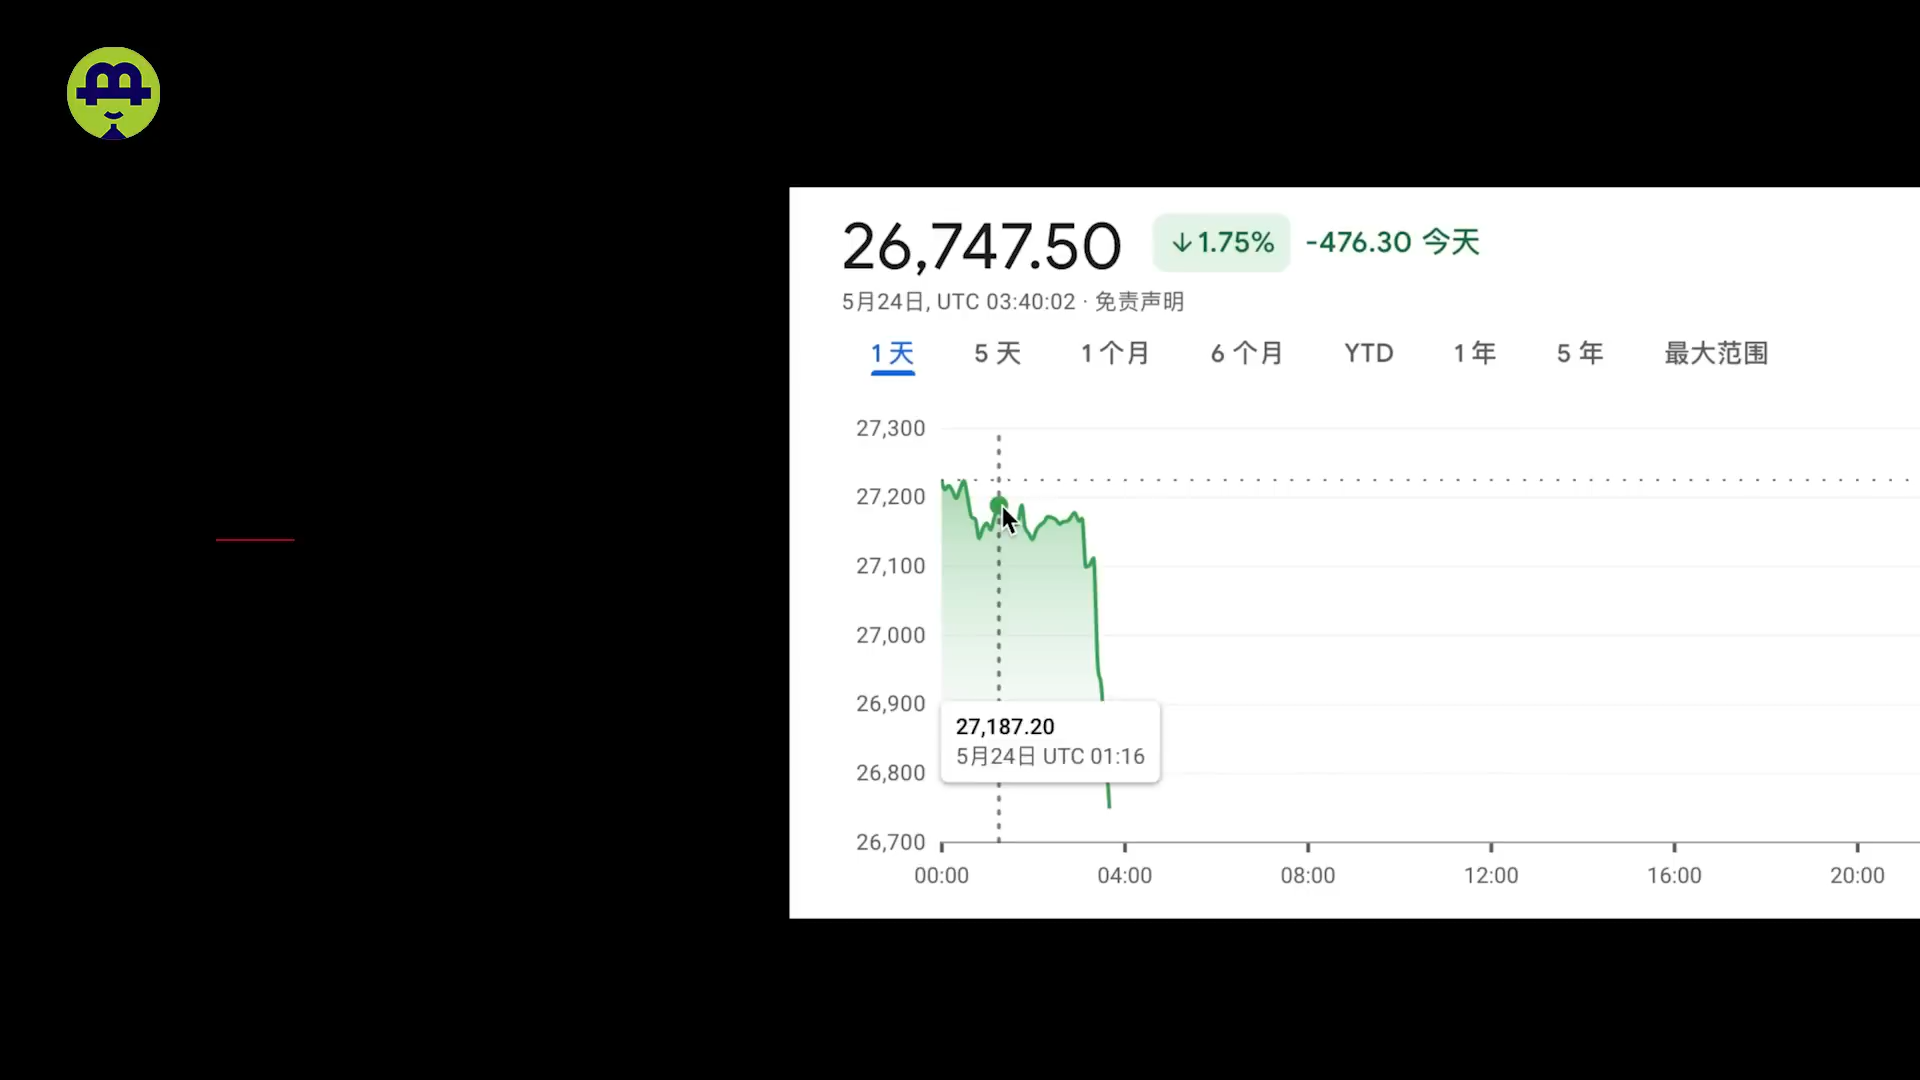 26,747.50 ↓1.75% -476.30 今天
5月24日, UTC 03:40:02 · 免责声明
1 天 5 天 1 个月 6 个月 YTD 1 年 5 年 最大范围
27,300
27,200
27,100
27,000
26,900
26,800
26,700
27,187.20
5月24日 UTC 01:16
00:00 04:00 08:00 12:00 16:00 20:00